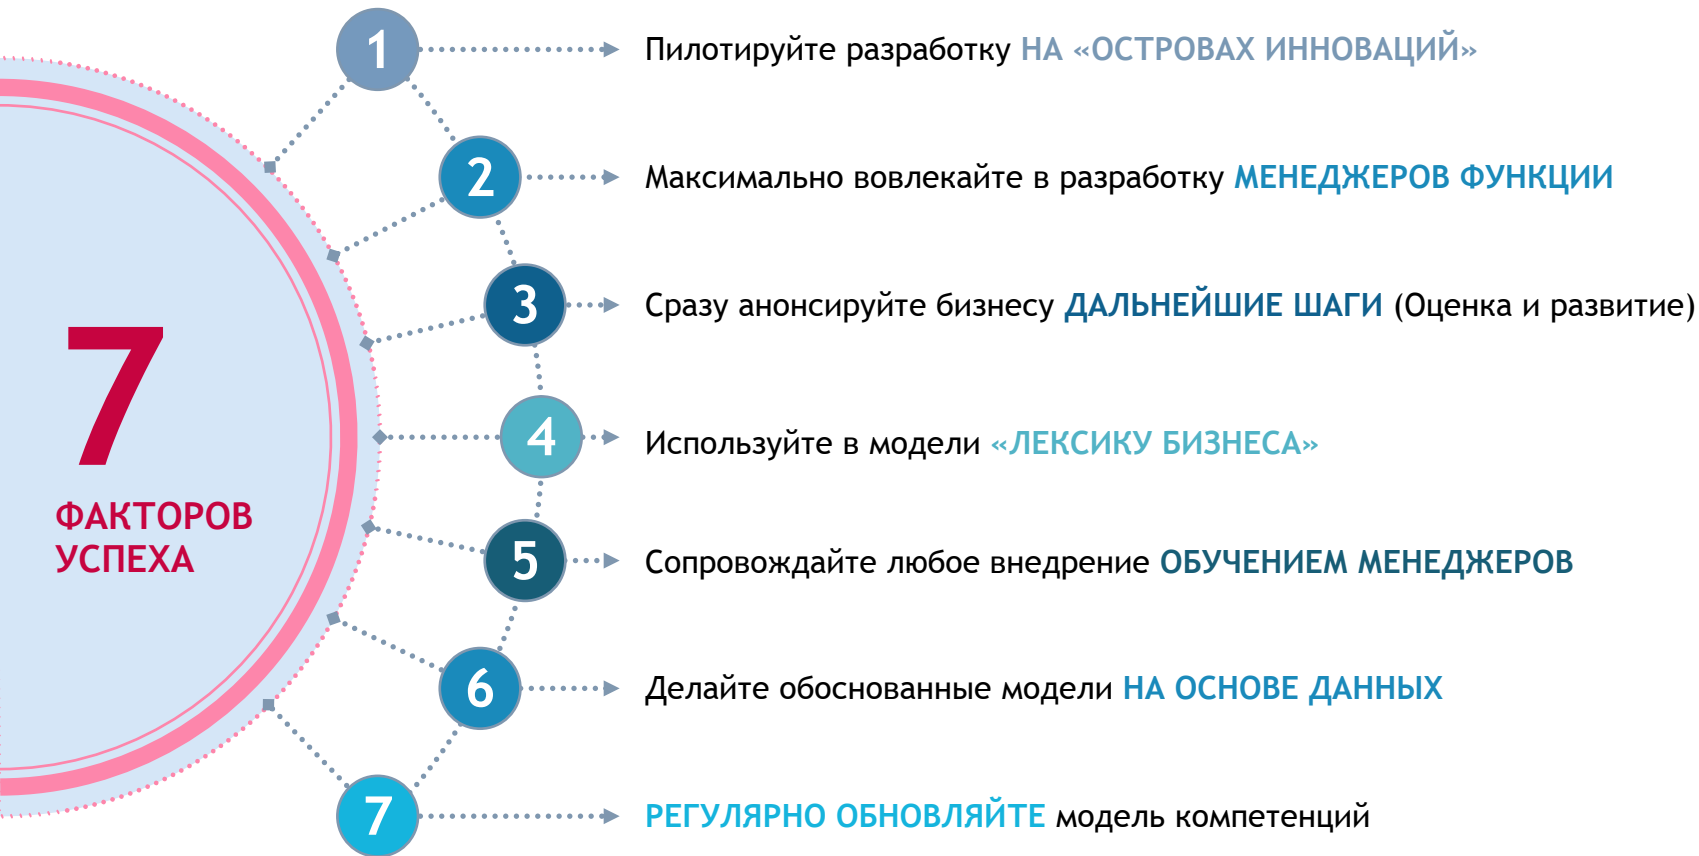 7
ФАКТОРОВ
УСПЕХА
1
Пилотируйте разработку НА «ОСТРОВАХ ИННОВАЦИЙ»
2
Максимально вовлекайте в разработку МЕНЕДЖЕРОВ ФУНКЦИИ
3
Сразу анонсируйте бизнесу ДАЛЬНЕЙШИЕ ШАГИ (Оценка и развитие)
4
Используйте в модели «ЛЕКСИКУ БИЗНЕСА»
5
Сопровождайте любое внедрение ОБУЧЕНИЕМ МЕНЕДЖЕРОВ
6
Делайте обоснованные модели НА ОСНОВЕ ДАННЫХ
7
РЕГУЛЯРНО ОБНОВЛЯЙТЕ модель компетенций